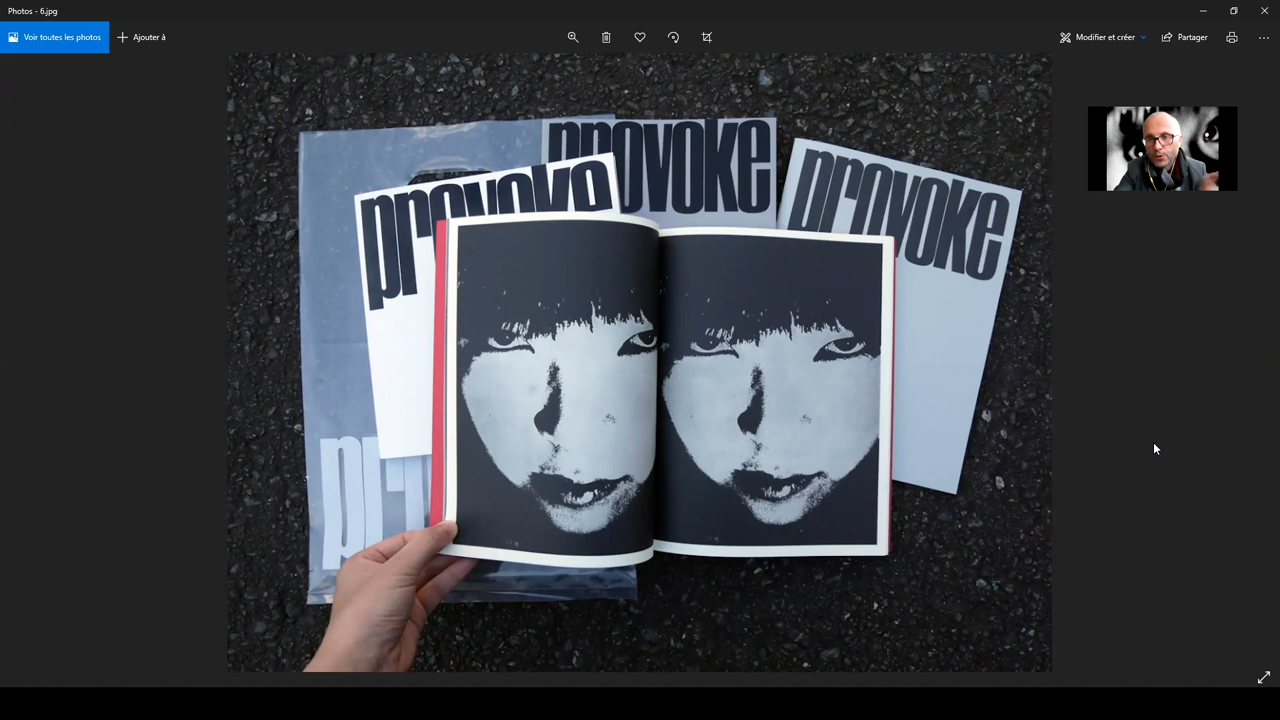 Photos - 6.jpg
Voir toutes les photos
Ajouter à
Modifier et créer
Partager
provoke
provoke
provoke